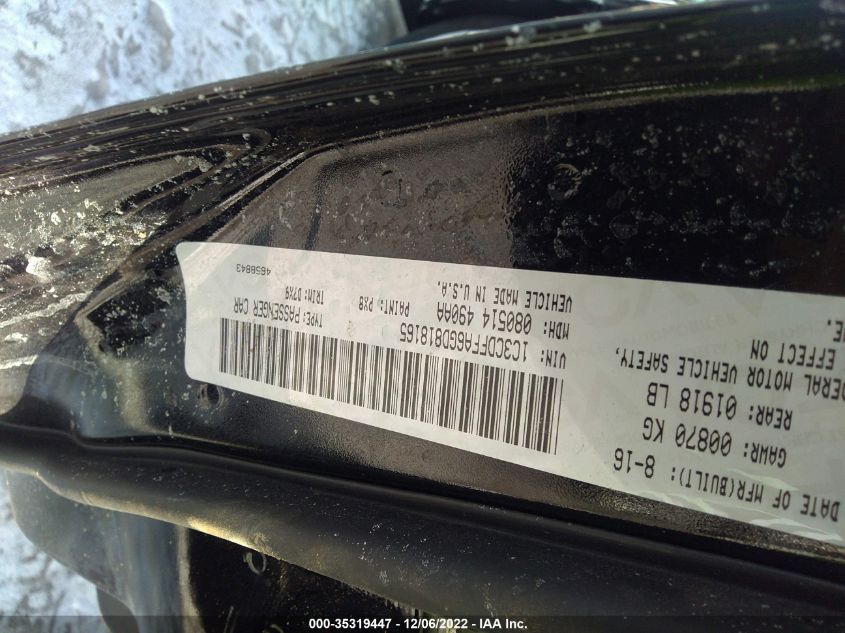 DATE OF MFR(BUILT): 8-16
GAWR: 00870 KG
REAR: 01918 LB
DERAL MOTOR VEHICLE SAFETY,
EFFECT ON
VIN: 1C3CDFFA6GD818165 TYPE: PASSENGER CAR
MDH: 080514 490AA PAINT: PX8 TRIM: D7X9
VEHICLE MADE IN U.S.A. 4658843
000-35319447 - 12/06/2022 - IAA Inc.